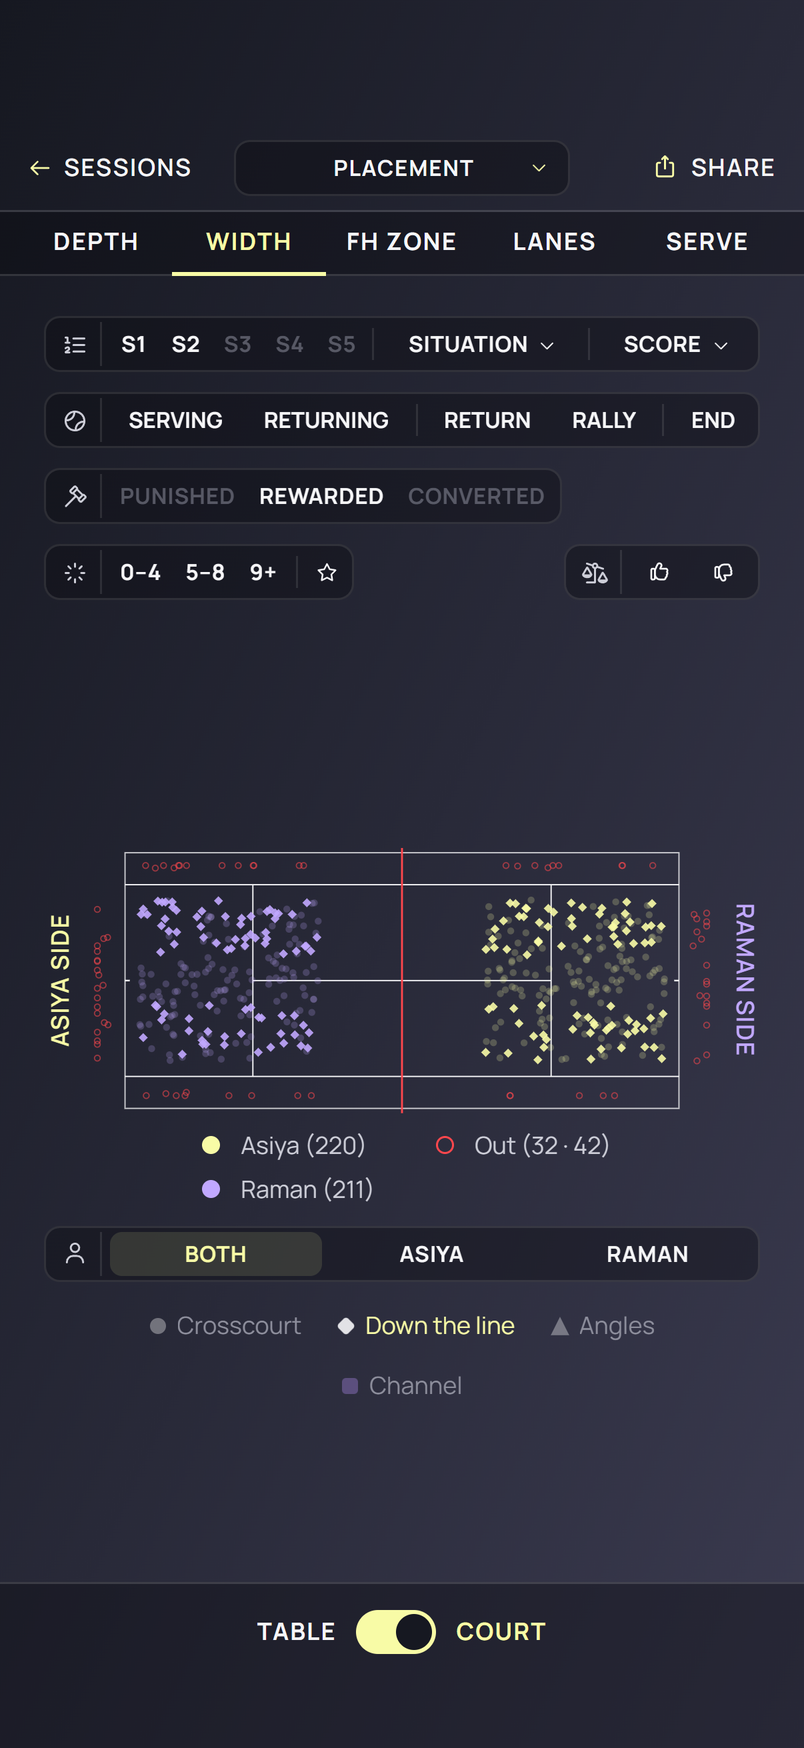 SESSIONS PLACEMENT SHARE
DEPTH WIDTH FH ZONE LANES SERVE
S1 S2 S3 S4 S5 SITUATION SCORE
SERVING RETURNING RETURN RALLY END
PUNISHED REWARDED CONVERTED
0–4 5–8 9+
ASIYA SIDE
RAMAN SIDE
Asiya (220) Out (32 · 42)
Raman (211)
BOTH ASIYA RAMAN
Crosscourt Down the line Angles
Channel
TABLE COURT